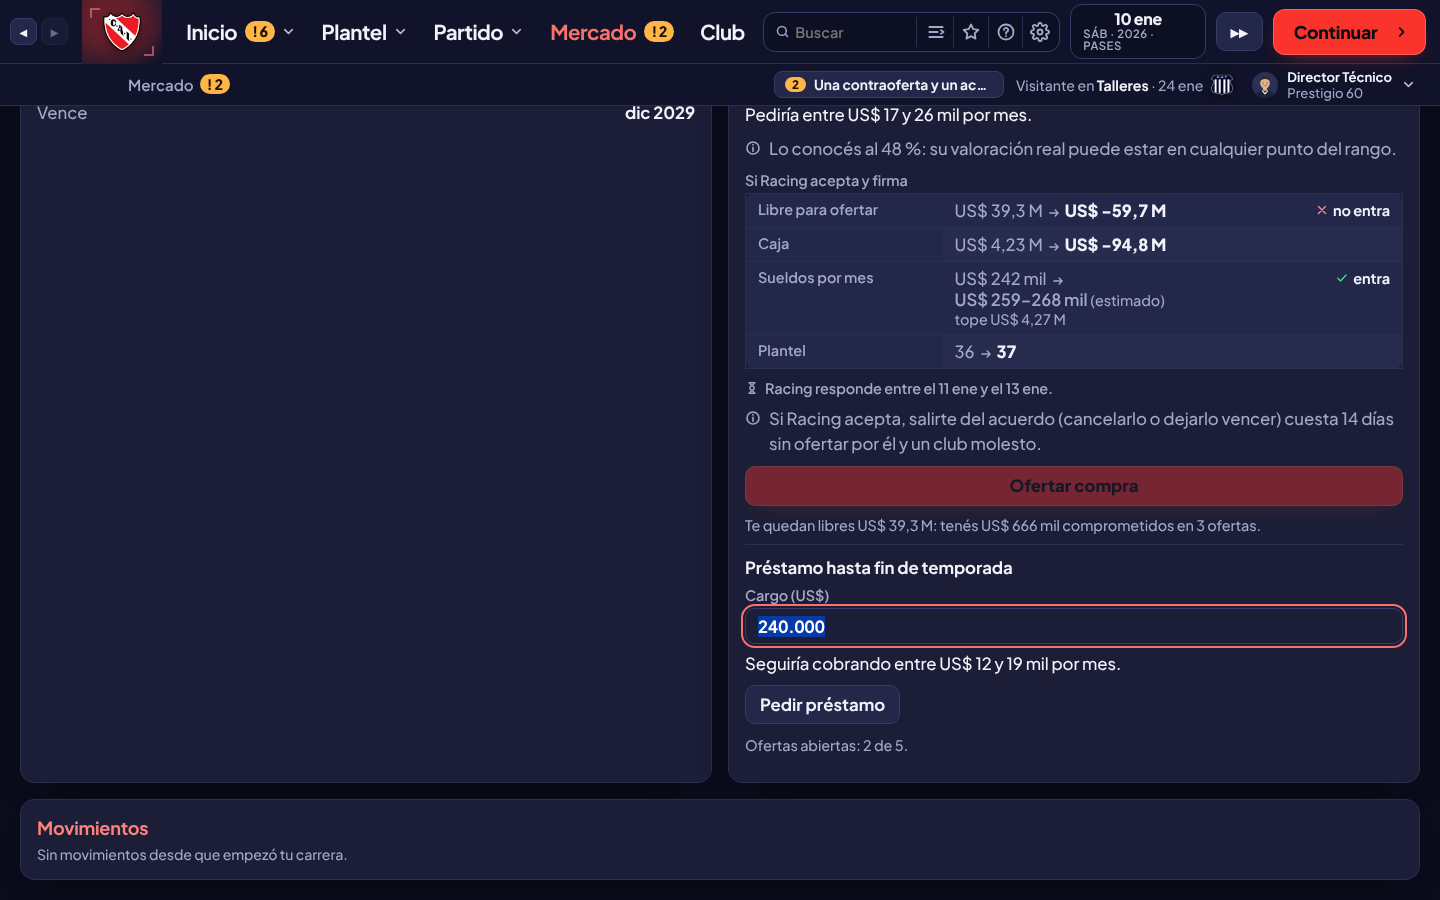 Inicio !6 Plantel Partido Mercado !2 Club
Buscar
10 ene
SÁB · 2026 ·
PASES
Continuar
Mercado !2
2 Una contraoferta y un ac…
Visitante en Talleres · 24 ene
Director Técnico
Prestigio 60
Vence dic 2029
Pediría entre US$ 17 y 26 mil por mes.
Lo conocés al 48 %: su valoración real puede estar en cualquier punto del rango.
Si Racing acepta y firma
Libre para ofertar US$ 39,3 M → US$ -59,7 M × no entra
Caja US$ 4,23 M → US$ -94,8 M
Sueldos por mes US$ 242 mil → ✓ entra
US$ 259–268 mil (estimado)
tope US$ 4,27 M
Plantel 36 → 37
Racing responde entre el 11 ene y el 13 ene.
Si Racing acepta, salirte del acuerdo (cancelarlo o dejarlo vencer) cuesta 14 días
sin ofertar por él y un club molesto.
Ofertar compra
Te quedan libres US$ 39,3 M: tenés US$ 666 mil comprometidos en 3 ofertas.
Préstamo hasta fin de temporada
Cargo (US$)
240.000
Seguiría cobrando entre US$ 12 y 19 mil por mes.
Pedir préstamo
Ofertas abiertas: 2 de 5.
Movimientos
Sin movimientos desde que empezó tu carrera.